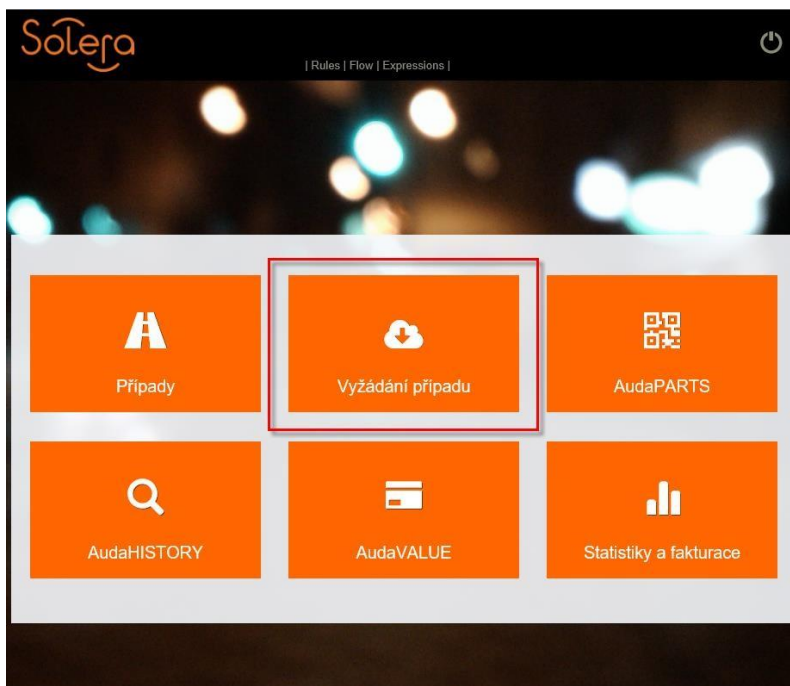 Solera
| Rules | Flow | Expressions |
Případy
Vyžádání případu
AudaPARTS
AudaHISTORY
AudaVALUE
Statistiky a fakturace